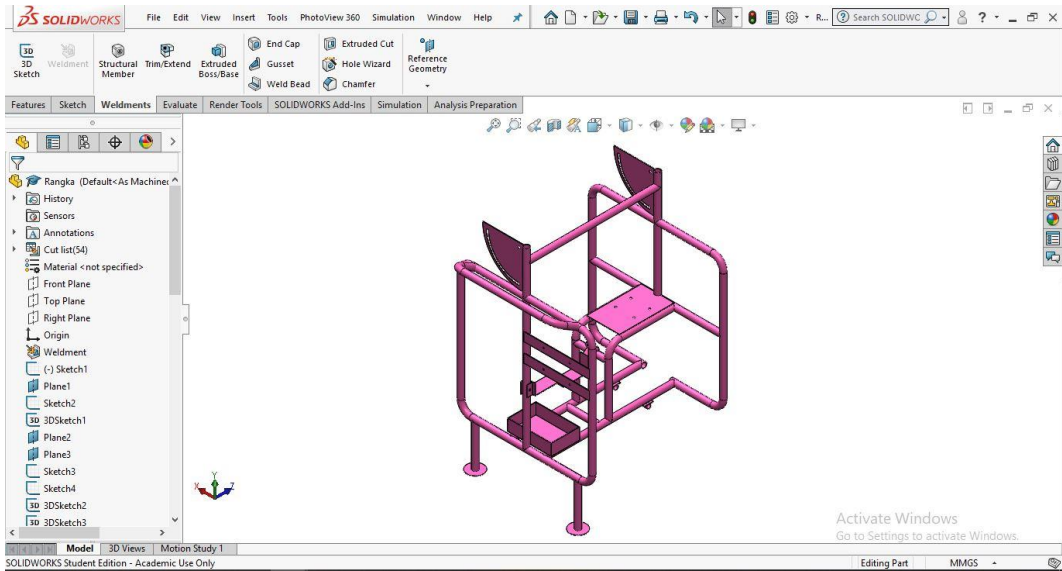 SOLIDWORKS File Edit View Insert Tools PhotoView 360 Simulation Window Help R... Search SOLIDWC ?
3D Sketch
Weldment
Structural Member
Trim/Extend
Extruded Boss/Base
End Cap
Gusset
Weld Bead
Extruded Cut
Hole Wizard
Chamfer
Reference Geometry
Features Sketch Weldments Evaluate Render Tools SOLIDWORKS Add-Ins Simulation Analysis Preparation
Rangka (Default<As Machinec
History
Sensors
Annotations
Cut list(54)
Material <not specified>
Front Plane
Top Plane
Right Plane
Origin
Weldment
(-) Sketch1
Plane1
Sketch2
3D 3DSketch1
Plane2
Plane3
Sketch3
Sketch4
3D 3DSketch2
3D 3DSketch3
Y
X Z
Activate Windows
Go to Settings to activate Windows.
Model 3D Views Motion Study 1
SOLIDWORKS Student Edition - Academic Use Only Editing Part MMGS